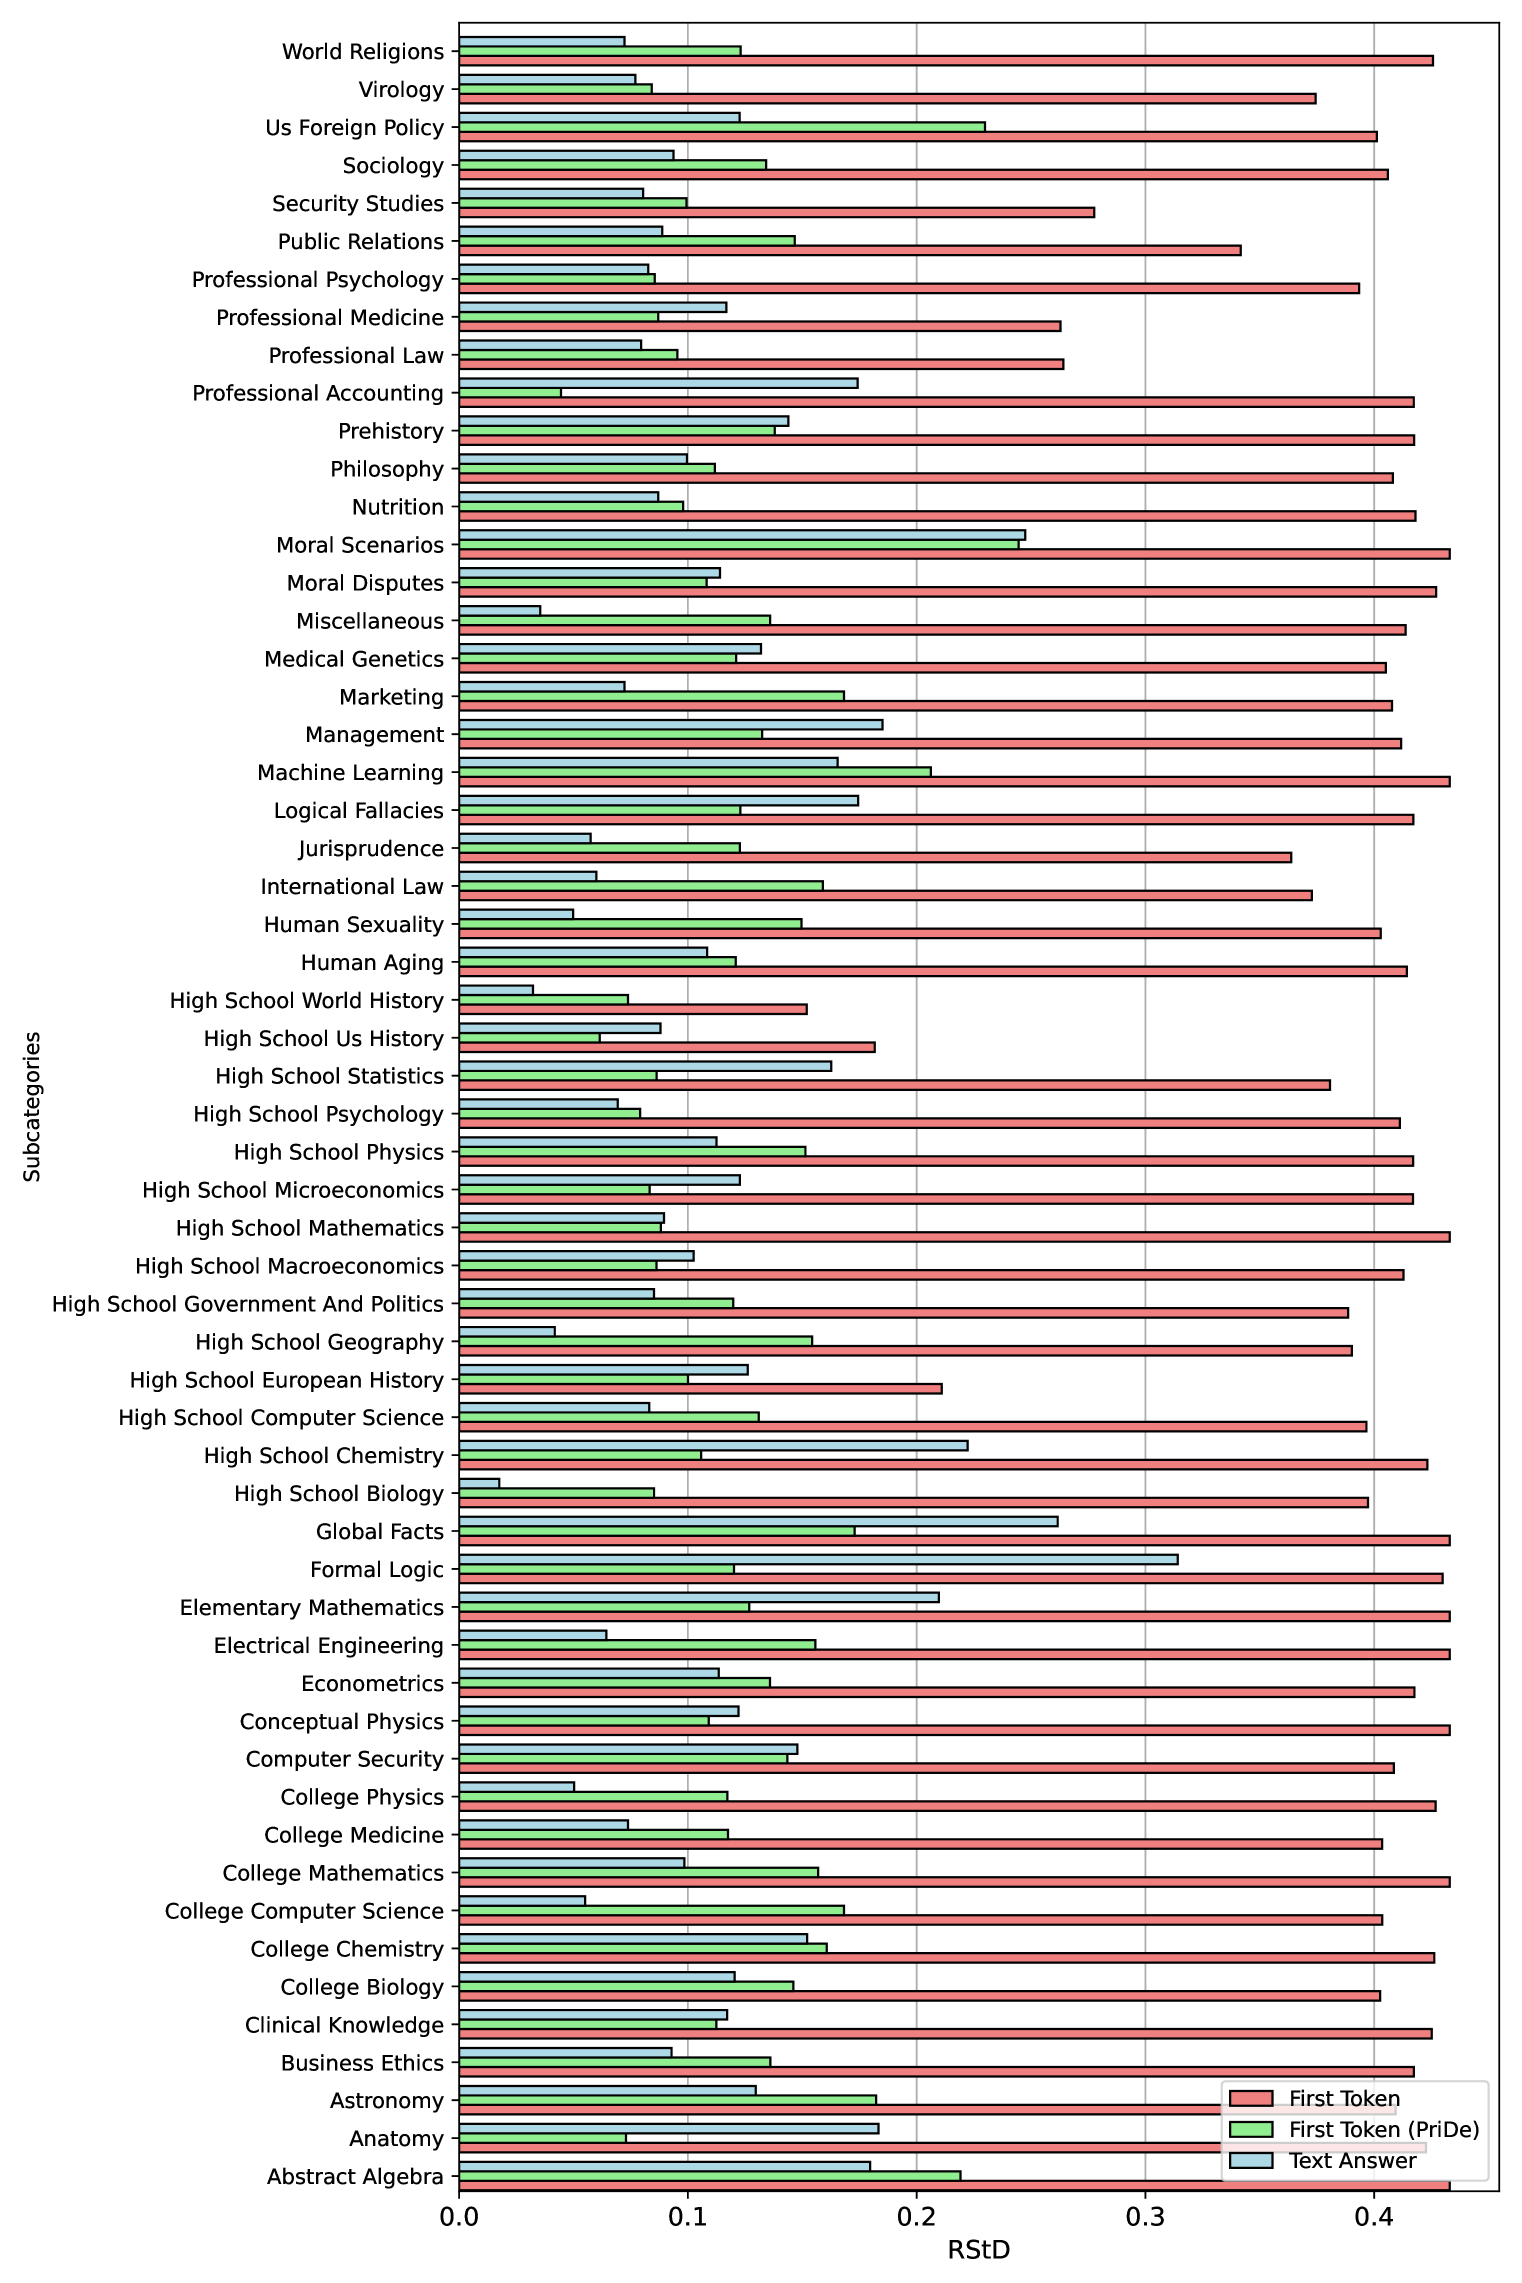 World Religions
Virology
Us Foreign Policy
Sociology
Security Studies
Public Relations
Professional Psychology
Professional Medicine
Professional Law
Professional Accounting
Prehistory
Philosophy
Nutrition
Moral Scenarios
Moral Disputes
Miscellaneous
Medical Genetics
Marketing
Management
Machine Learning
Logical Fallacies
Jurisprudence
International Law
Human Sexuality
Human Aging
High School World History
High School Us History
High School Statistics
High School Psychology
High School Physics
High School Microeconomics
High School Mathematics
High School Macroeconomics
High School Government And Politics
High School Geography
High School European History
High School Computer Science
High School Chemistry
High School Biology
Global Facts
Formal Logic
Elementary Mathematics
Electrical Engineering
Econometrics
Conceptual Physics
Computer Security
College Physics
College Medicine
College Mathematics
College Computer Science
College Chemistry
College Biology
Clinical Knowledge
Business Ethics
Astronomy
Anatomy
Abstract Algebra
Subcategories
First Token
First Token (PriDe)
Text Answer
0.0 0.1 0.2 0.3 0.4
RStD